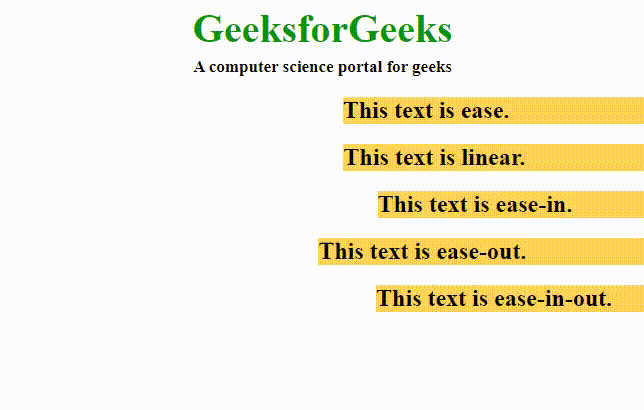 GeeksforGeeks
A computer science portal for geeks
This text is ease.
This text is linear.
This text is ease-in.
This text is ease-out.
This text is ease-in-out.